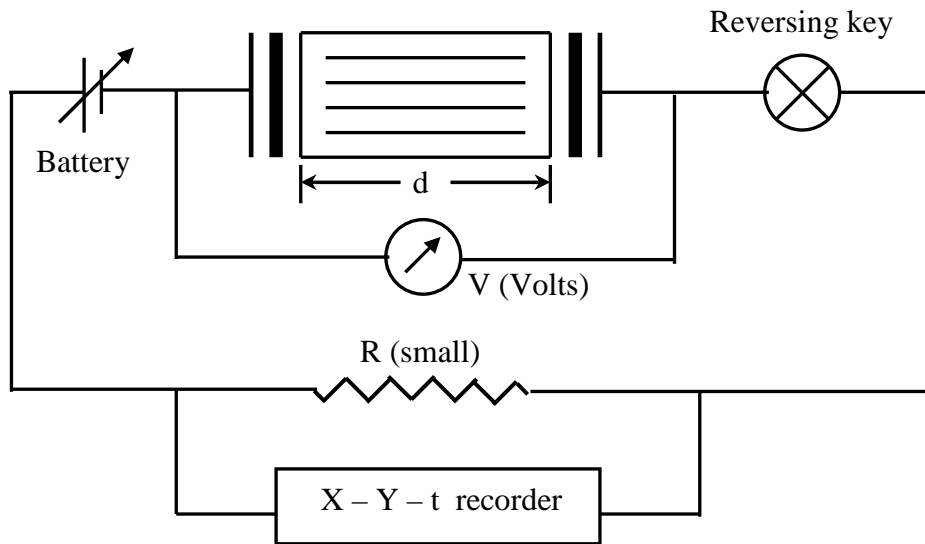 Reversing key
Battery
d
V (Volts)
R (small)
X – Y – t recorder